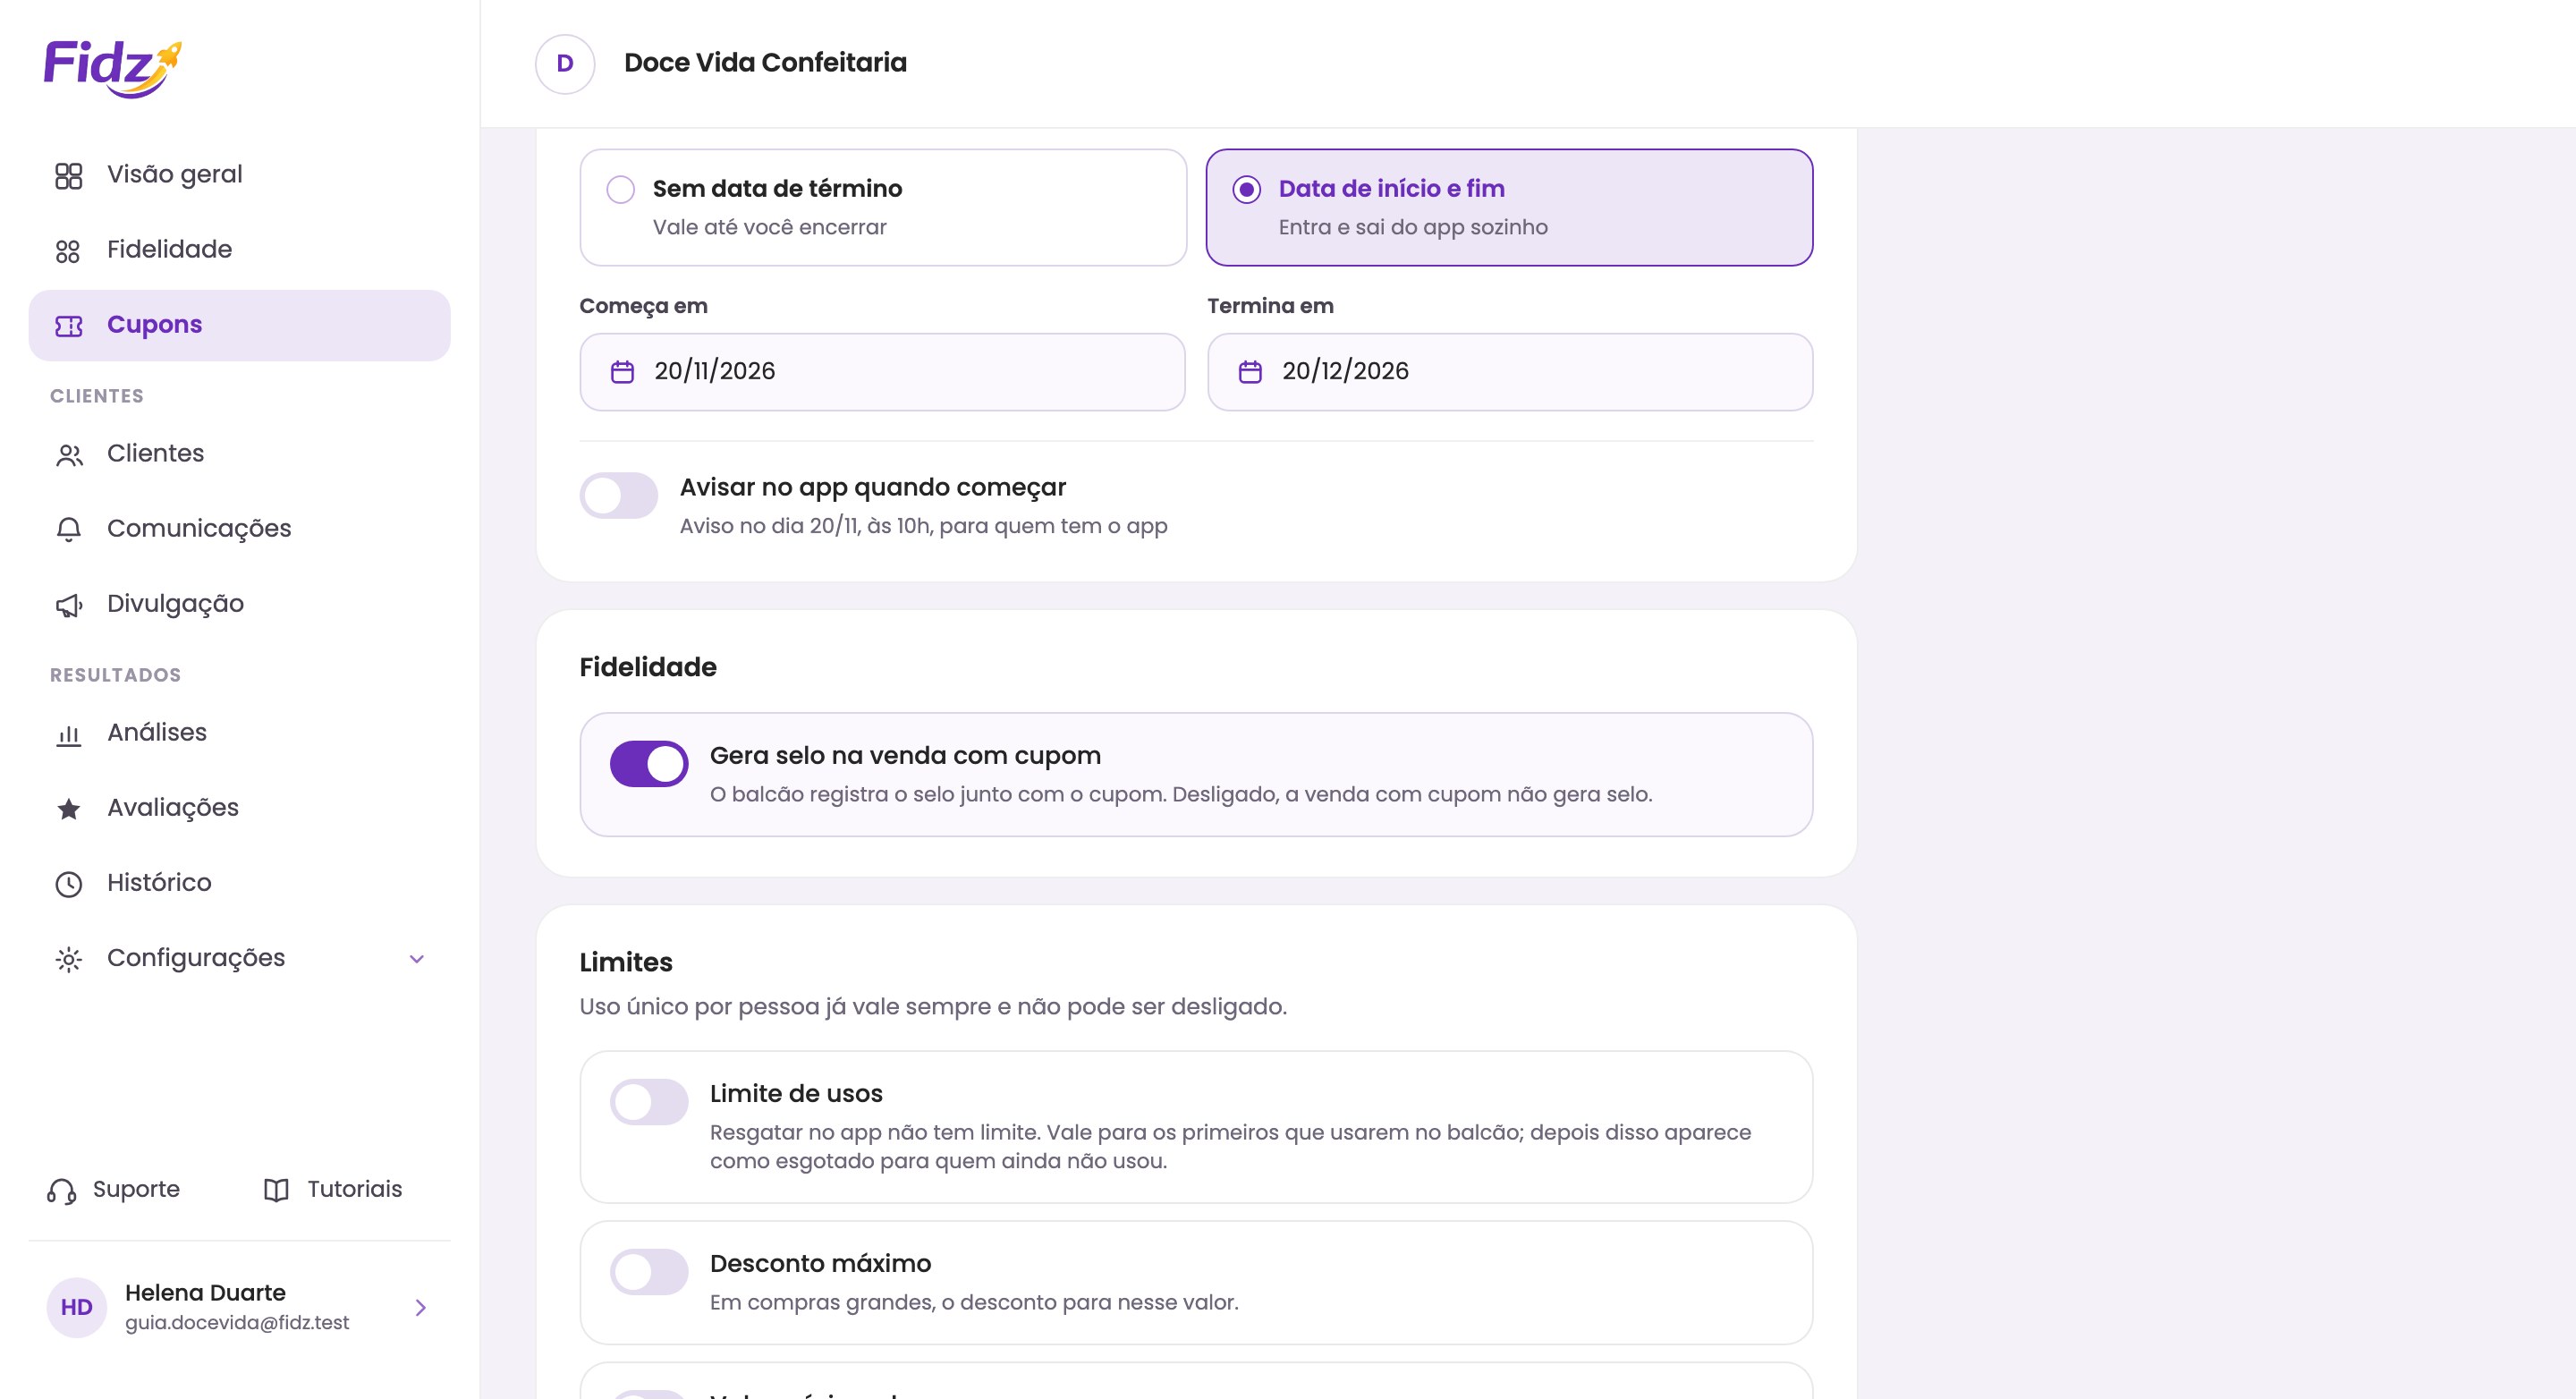 Fidz
Visão geral
Fidelidade
Cupons
CLIENTES
Clientes
Comunicações
Divulgação
RESULTADOS
Análises
Avaliações
Histórico
Configurações
Suporte
Tutoriais
HD
Helena Duarte
guia.docevida@fidz.test
D
Doce Vida Confeitaria
Sem data de término
Vale até você encerrar
Data de início e fim
Entra e sai do app sozinho
Começa em
20/11/2026
Termina em
20/12/2026
Avisar no app quando começar
Aviso no dia 20/11, às 10h, para quem tem o app
Fidelidade
Gera selo na venda com cupom
O balcão registra o selo junto com o cupom. Desligado, a venda com cupom não gera selo.
Limites
Uso único por pessoa já vale sempre e não pode ser desligado.
Limite de usos
Resgatar no app não tem limite. Vale para os primeiros que usarem no balcão; depois disso aparece
como esgotado para quem ainda não usou.
Desconto máximo
Em compras grandes, o desconto para nesse valor.